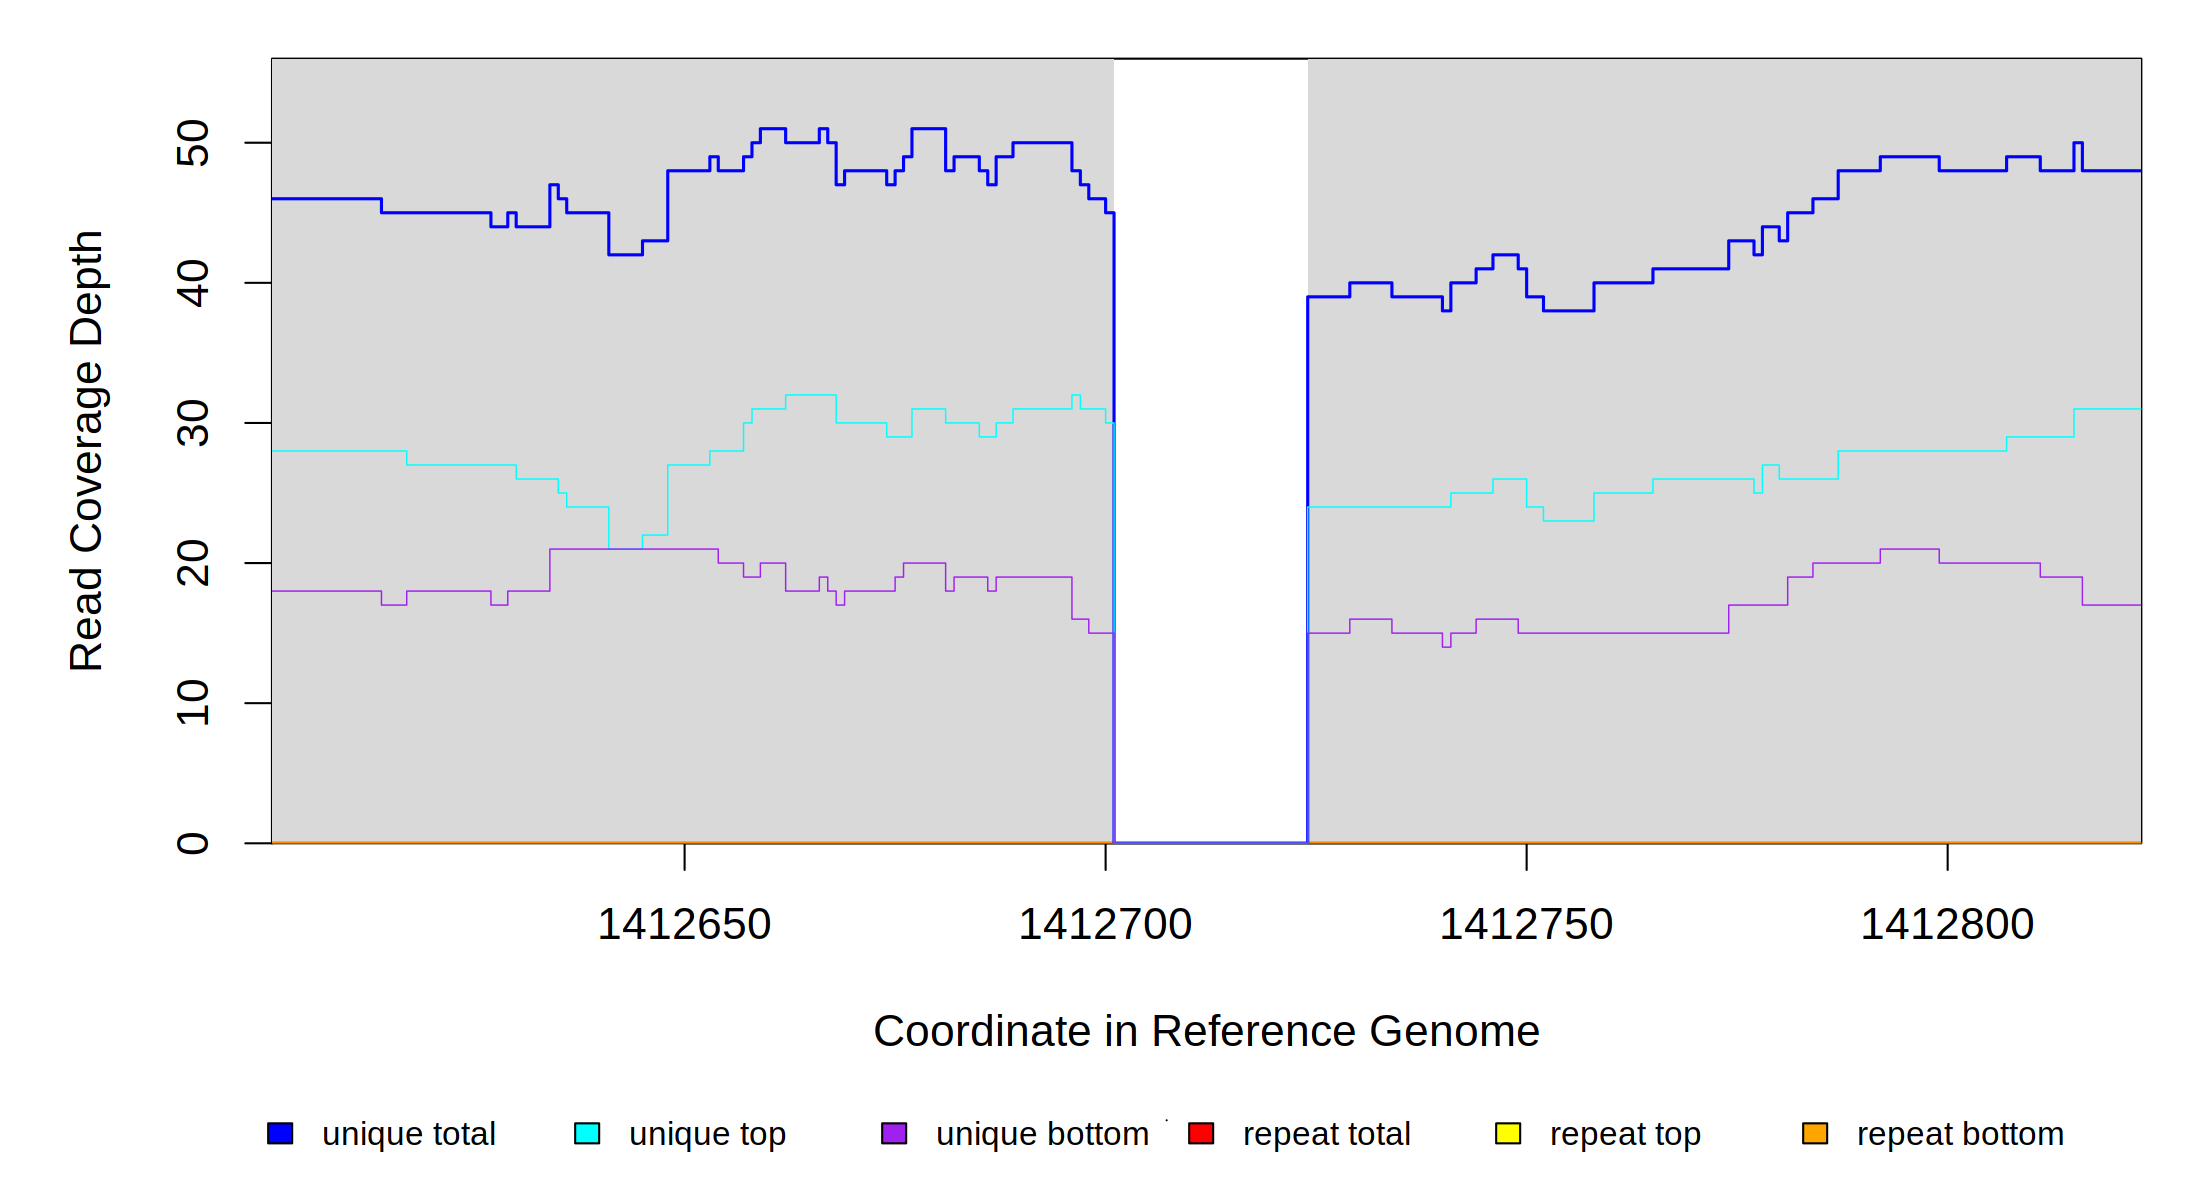 Read Coverage Depth
50
40
30
20
10
0
1412650 1412700 1412750 1412800
Coordinate in Reference Genome
unique total unique top unique bottom repeat total repeat top repeat bottom